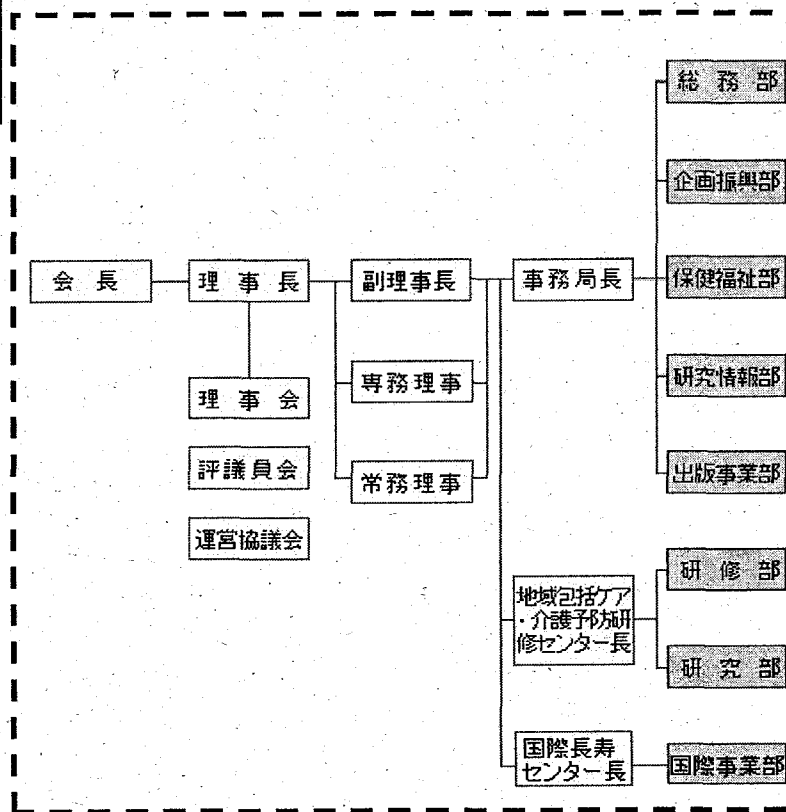 会長
理事長
理事会
評議員会
運営協議会
副理事長
専務理事
常務理事
事務局長
地域包括ケア
・介護予防研
修センター長
国際長寿
センター長
総務部
企画振興部
保健福祉部
研究情報部
出版事業部
研修部
研究部
国際事業部